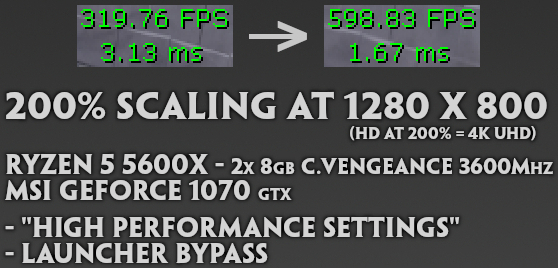 319.76 FPS → 598.83 FPS
3.13 ms 1.67 ms
200% SCALING AT 1280 X 800
(HD AT 200% = 4K UHD)
RYZEN 5 5600X - 2X 8GB C.VENGEANCE 3600MHZ
MSI GEFORCE 1070 GTX
- "HIGH PERFORMANCE SETTINGS"
- LAUNCHER BYPASS